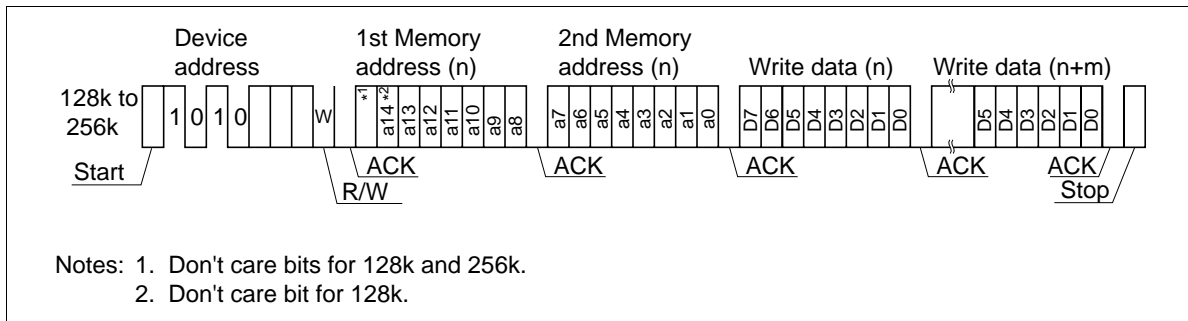 Device
address
1st Memory
address (n)
2nd Memory
address (n)
Write data (n)
Write data (n+m)
128k to
256k
1 0 1 0
W
*1
a14 *2
a13
a12
a11
a10
a9
a8
a7
a6
a5
a4
a3
a2
a1
a0
D7
D6
D5
D4
D3
D2
D1
D0
D5
D4
D3
D2
D1
D0
Start
R/W
ACK
ACK
ACK
ACK
ACK
Stop
Notes: 1. Don't care bits for 128k and 256k.
2. Don't care bit for 128k.